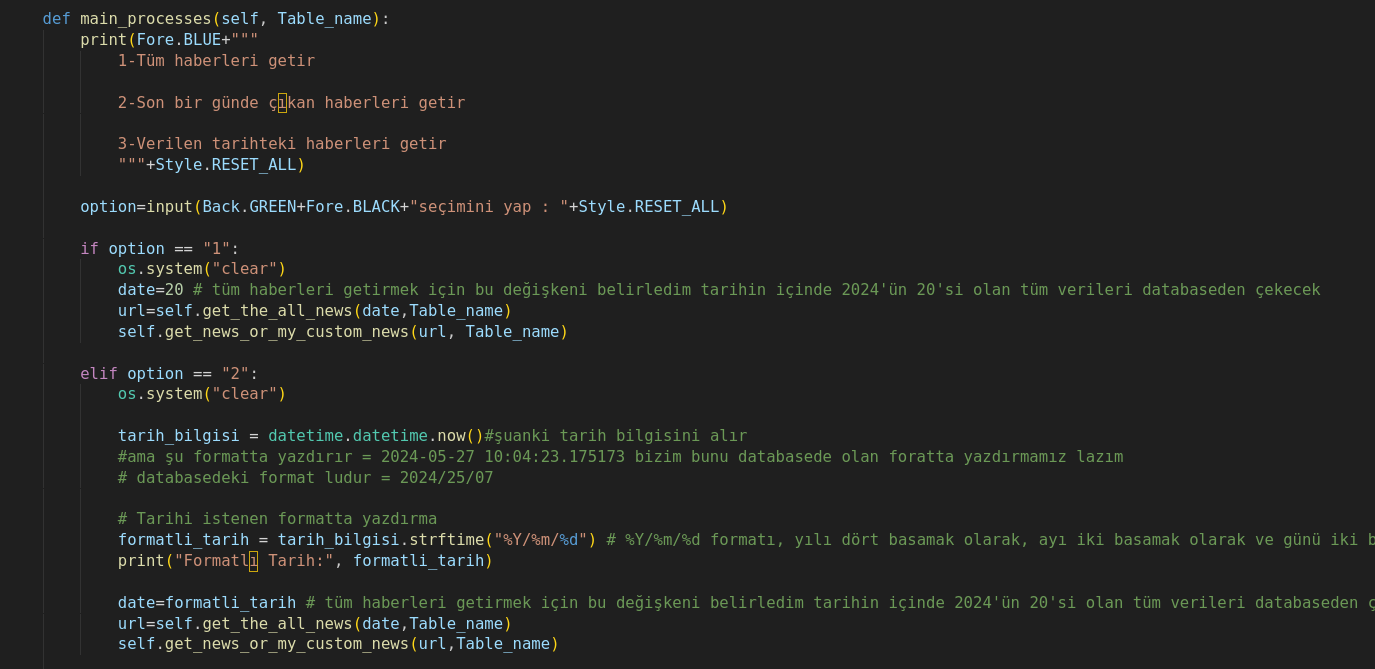 def main_processes(self, Table_name):
print(Fore.BLUE+"""
1-Tüm haberleri getir
2-Son bir günde çıkan haberleri getir
3-Verilen tarihteki haberleri getir
"""+Style.RESET_ALL)
option=input(Back.GREEN+Fore.BLACK+"seçimini yap : "+Style.RESET_ALL)
if option == "1":
os.system("clear")
date=20 # tüm haberleri getirmek için bu değişkeni belirledim tarihin içinde 2024'ün 20'si olan tüm verileri databaseden çekecek
url=self.get_the_all_news(date,Table_name)
self.get_news_or_my_custom_news(url, Table_name)
elif option == "2":
os.system("clear")
tarih_bilgisi = datetime.datetime.now()#şuanki tarih bilgisini alır
#ama şu formatta yazdırır = 2024-05-27 10:04:23.175173 bizim bunu databasede olan foratta yazdırmamız lazım
# databasedeki format ludur = 2024/25/07
# Tarihi istenen formatta yazdırma
formatli_tarih = tarih_bilgisi.strftime("%Y/%m/%d") # %Y/%m/%d formatı, yılı dört basamak olarak, ayı iki basamak olarak ve günü iki
print("Formatlı Tarih:", formatli_tarih)
date=formatli_tarih # tüm haberleri getirmek için bu değişkeni belirledim tarihin içinde 2024'ün 20'si olan tüm verileri databaseden
url=self.get_the_all_news(date,Table_name)
self.get_news_or_my_custom_news(url,Table_name)